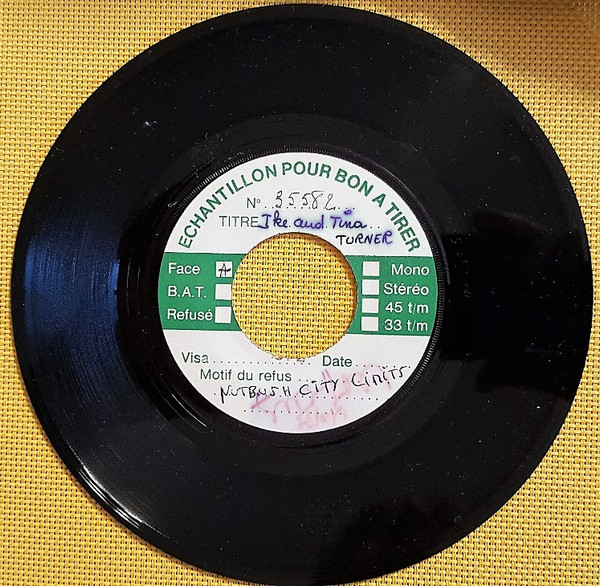 ECHANTILLON POUR BON A TIRER
N° 35582
TITRE Ike and Tina
TURNER
Face A Mono
B.A.T. Stéréo
Refusé 45 t/m
33 t/m
Visa Date
Motif du refus
NUTBUSH CITY LIMITS